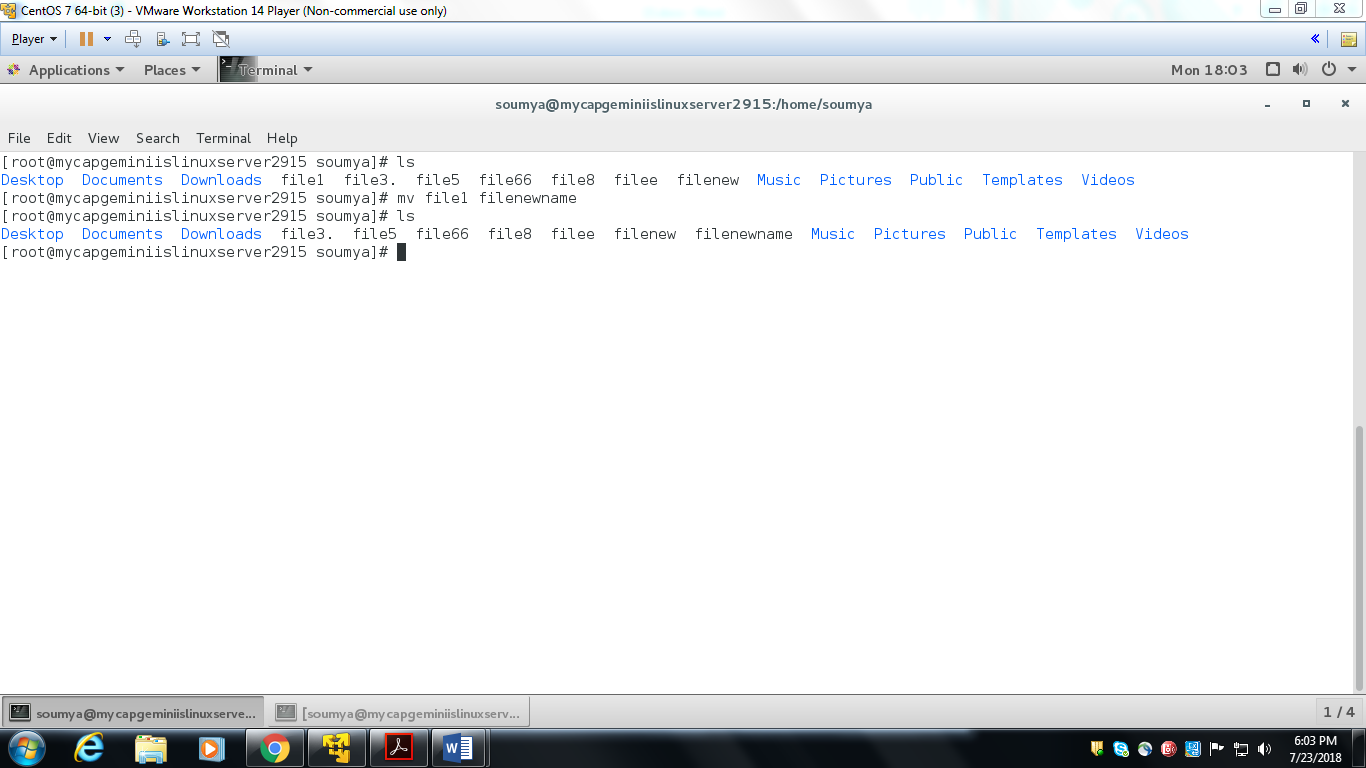 CentOS 7 64-bit (3) - VMware Workstation 14 Player (Non-commercial use only)
Player
Applications Places Terminal Mon 18:03
soumya@mycapgeminiislinuxserver2915:/home/soumya
File Edit View Search Terminal Help
[root@mycapgeminiislinuxserver2915 soumya]# ls
Desktop Documents Downloads file1 file3. file5 file66 file8 filee filenew Music Pictures Public Templates Videos
[root@mycapgeminiislinuxserver2915 soumya]# mv file1 filenewname
[root@mycapgeminiislinuxserver2915 soumya]# ls
Desktop Documents Downloads file3. file5 file66 file8 filee filenew filenewname Music Pictures Public Templates Videos
[root@mycapgeminiislinuxserver2915 soumya]#
soumya@mycapgeminiislinuxserve... [soumya@mycapgeminiislinuxserv... 1 / 4
6:03 PM
7/23/2018